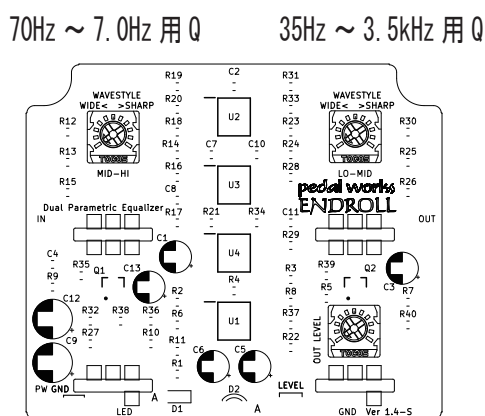 70Hz ～ 7.0Hz 用 Q
35Hz ～ 3.5kHz 用 Q
R19 C2 R31
WAVESTYLE
WIDE< >SHARP
R20
R33
WAVESTYLE
WIDE< >SHARP
R12 R18 U2 R23 R30
R13 R14 C7 C10 R24 R25
TOCOS
TOCOS
MID-HI
R16
R28
LO-MID
R15 C8 U3 R26
pedal works
ENDROLL
Dual Parametric Equalizer
IN R17 R21 R34 C11 OUT
C1 R29
C4 R35 Q1 C13 U4 R3 R39 Q2
R9 R2 R4 R8 R5 C3 R7
C12 R32 R38 R36 R6 U1 R37 R40
R27 R10 R22
OUT LEVEL
TOCOS
C9 R11 C6 C5
R1
PW GND LED A D1 D2 A LEVEL GND Ver 1.4-S